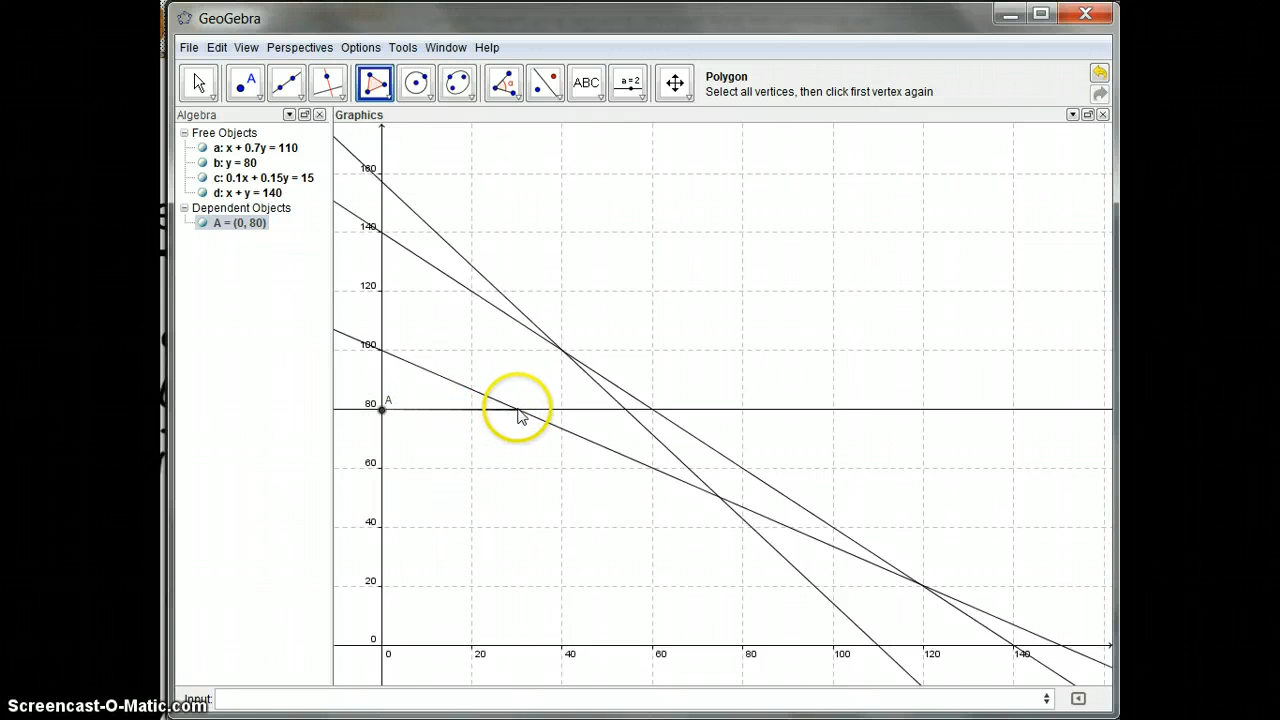 GeoGebra
File Edit View Perspectives Options Tools Window Help
A ABC a=2 Polygon
Select all vertices, then click first vertex again
Algebra Graphics
Free Objects
a: x + 0.7y = 110
b: y = 80
c: 0.1x + 0.15y = 15
d: x + y = 140
Dependent Objects
A = (0, 80)
160
140
120
100
80 A
60
40
20
0
0 20 40 60 80 100 120 140
Input:
Screencast-O-Matic.com